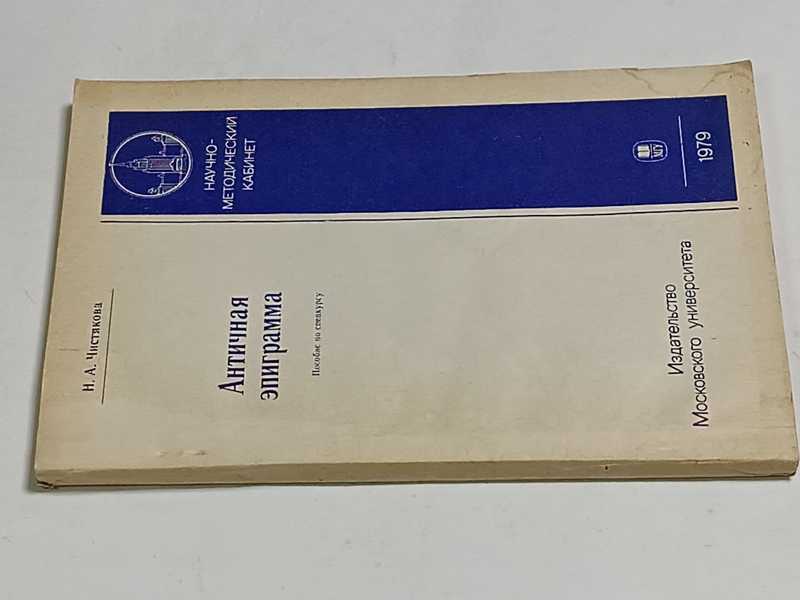 Н. А. Чистякова
Античная
эпиграмма
Пособие по спецкурсу
Издательство
Московского университета
НАУЧНО-
МЕТОДИЧЕСКИЙ
КАБИНЕТ
МГУ
1979